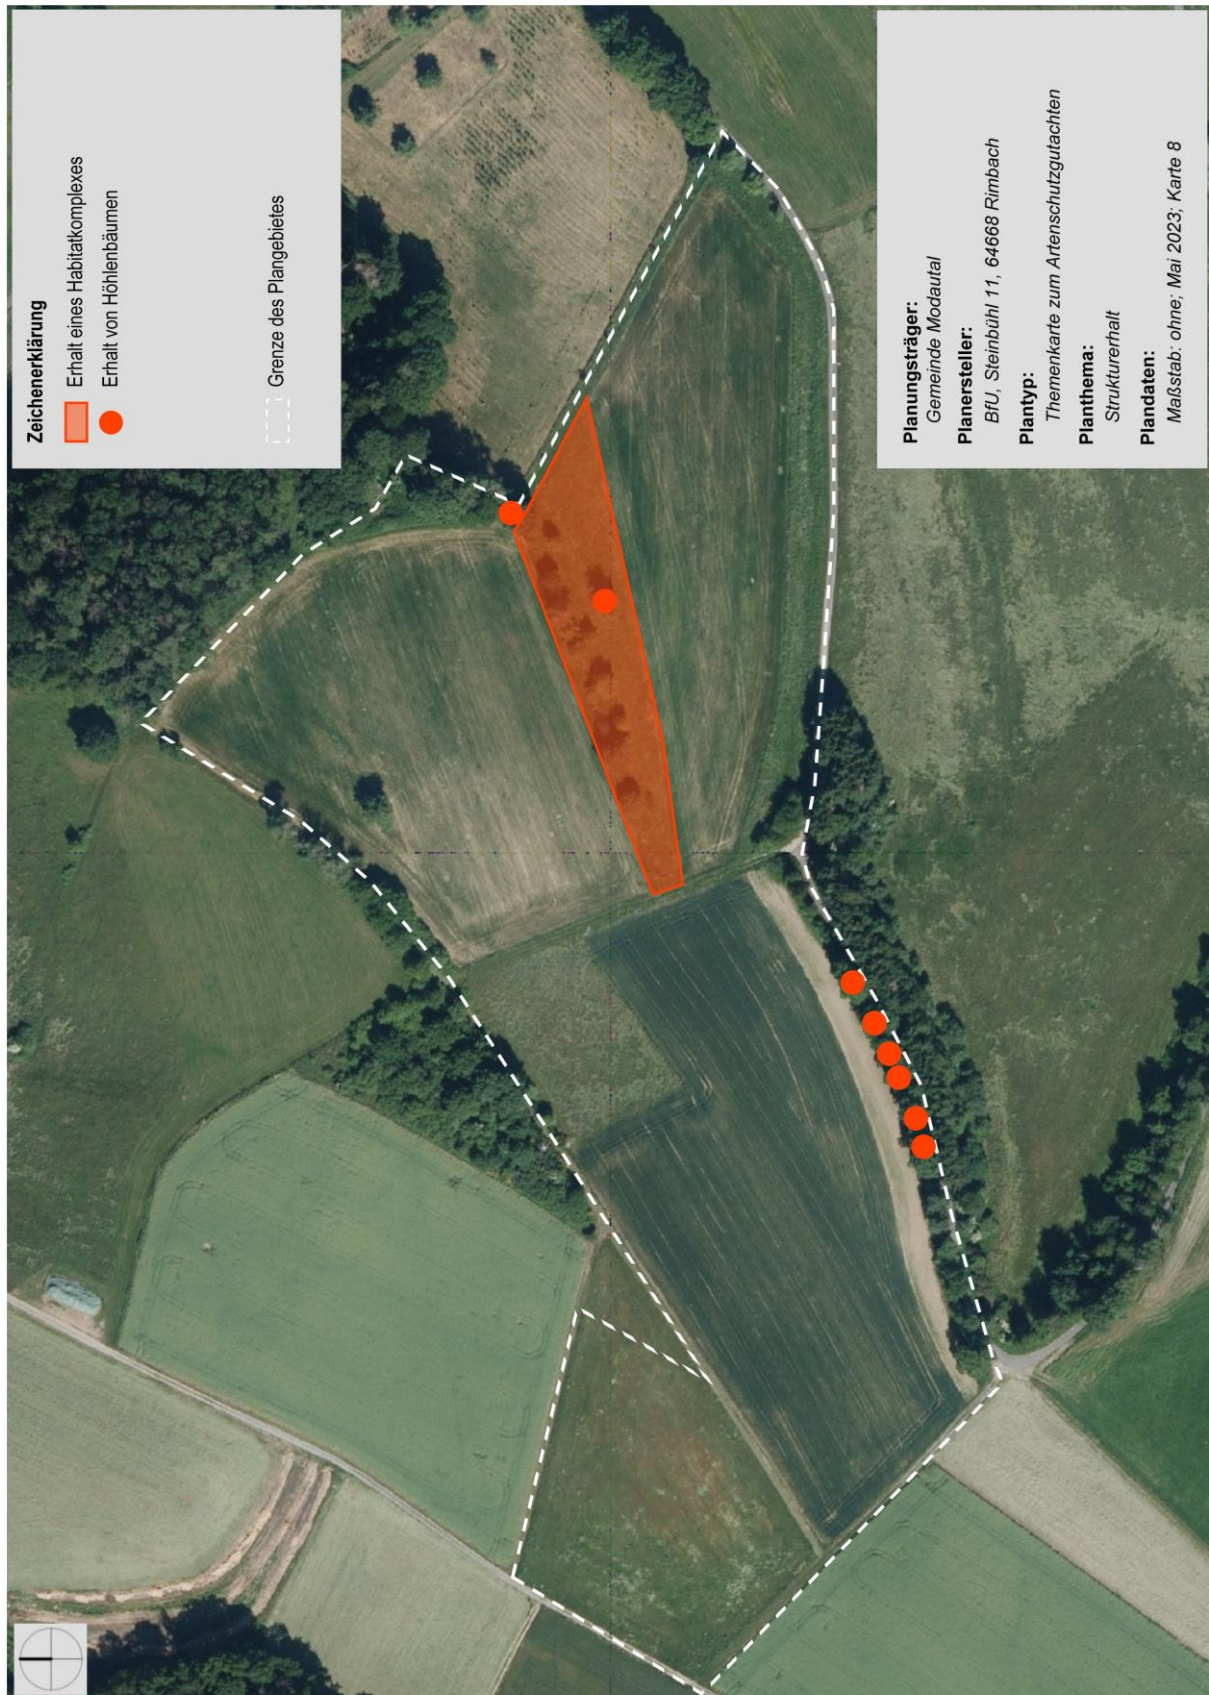 Zeichenerklärung
Erhalt eines Habitatkomplexes
Erhalt von Höhlenbäumen
Grenze des Plangebietes
Planungsträger:
Gemeinde Modautal
Planersteller:
BfU, Steinbühl 11, 64668 Rimbach
Plantyp:
Themenkarte zum Artenschutzgutachten
Planthema:
Strukturerhalt
Plandaten:
Maßstab: ohne; Mai 2023; Karte 8